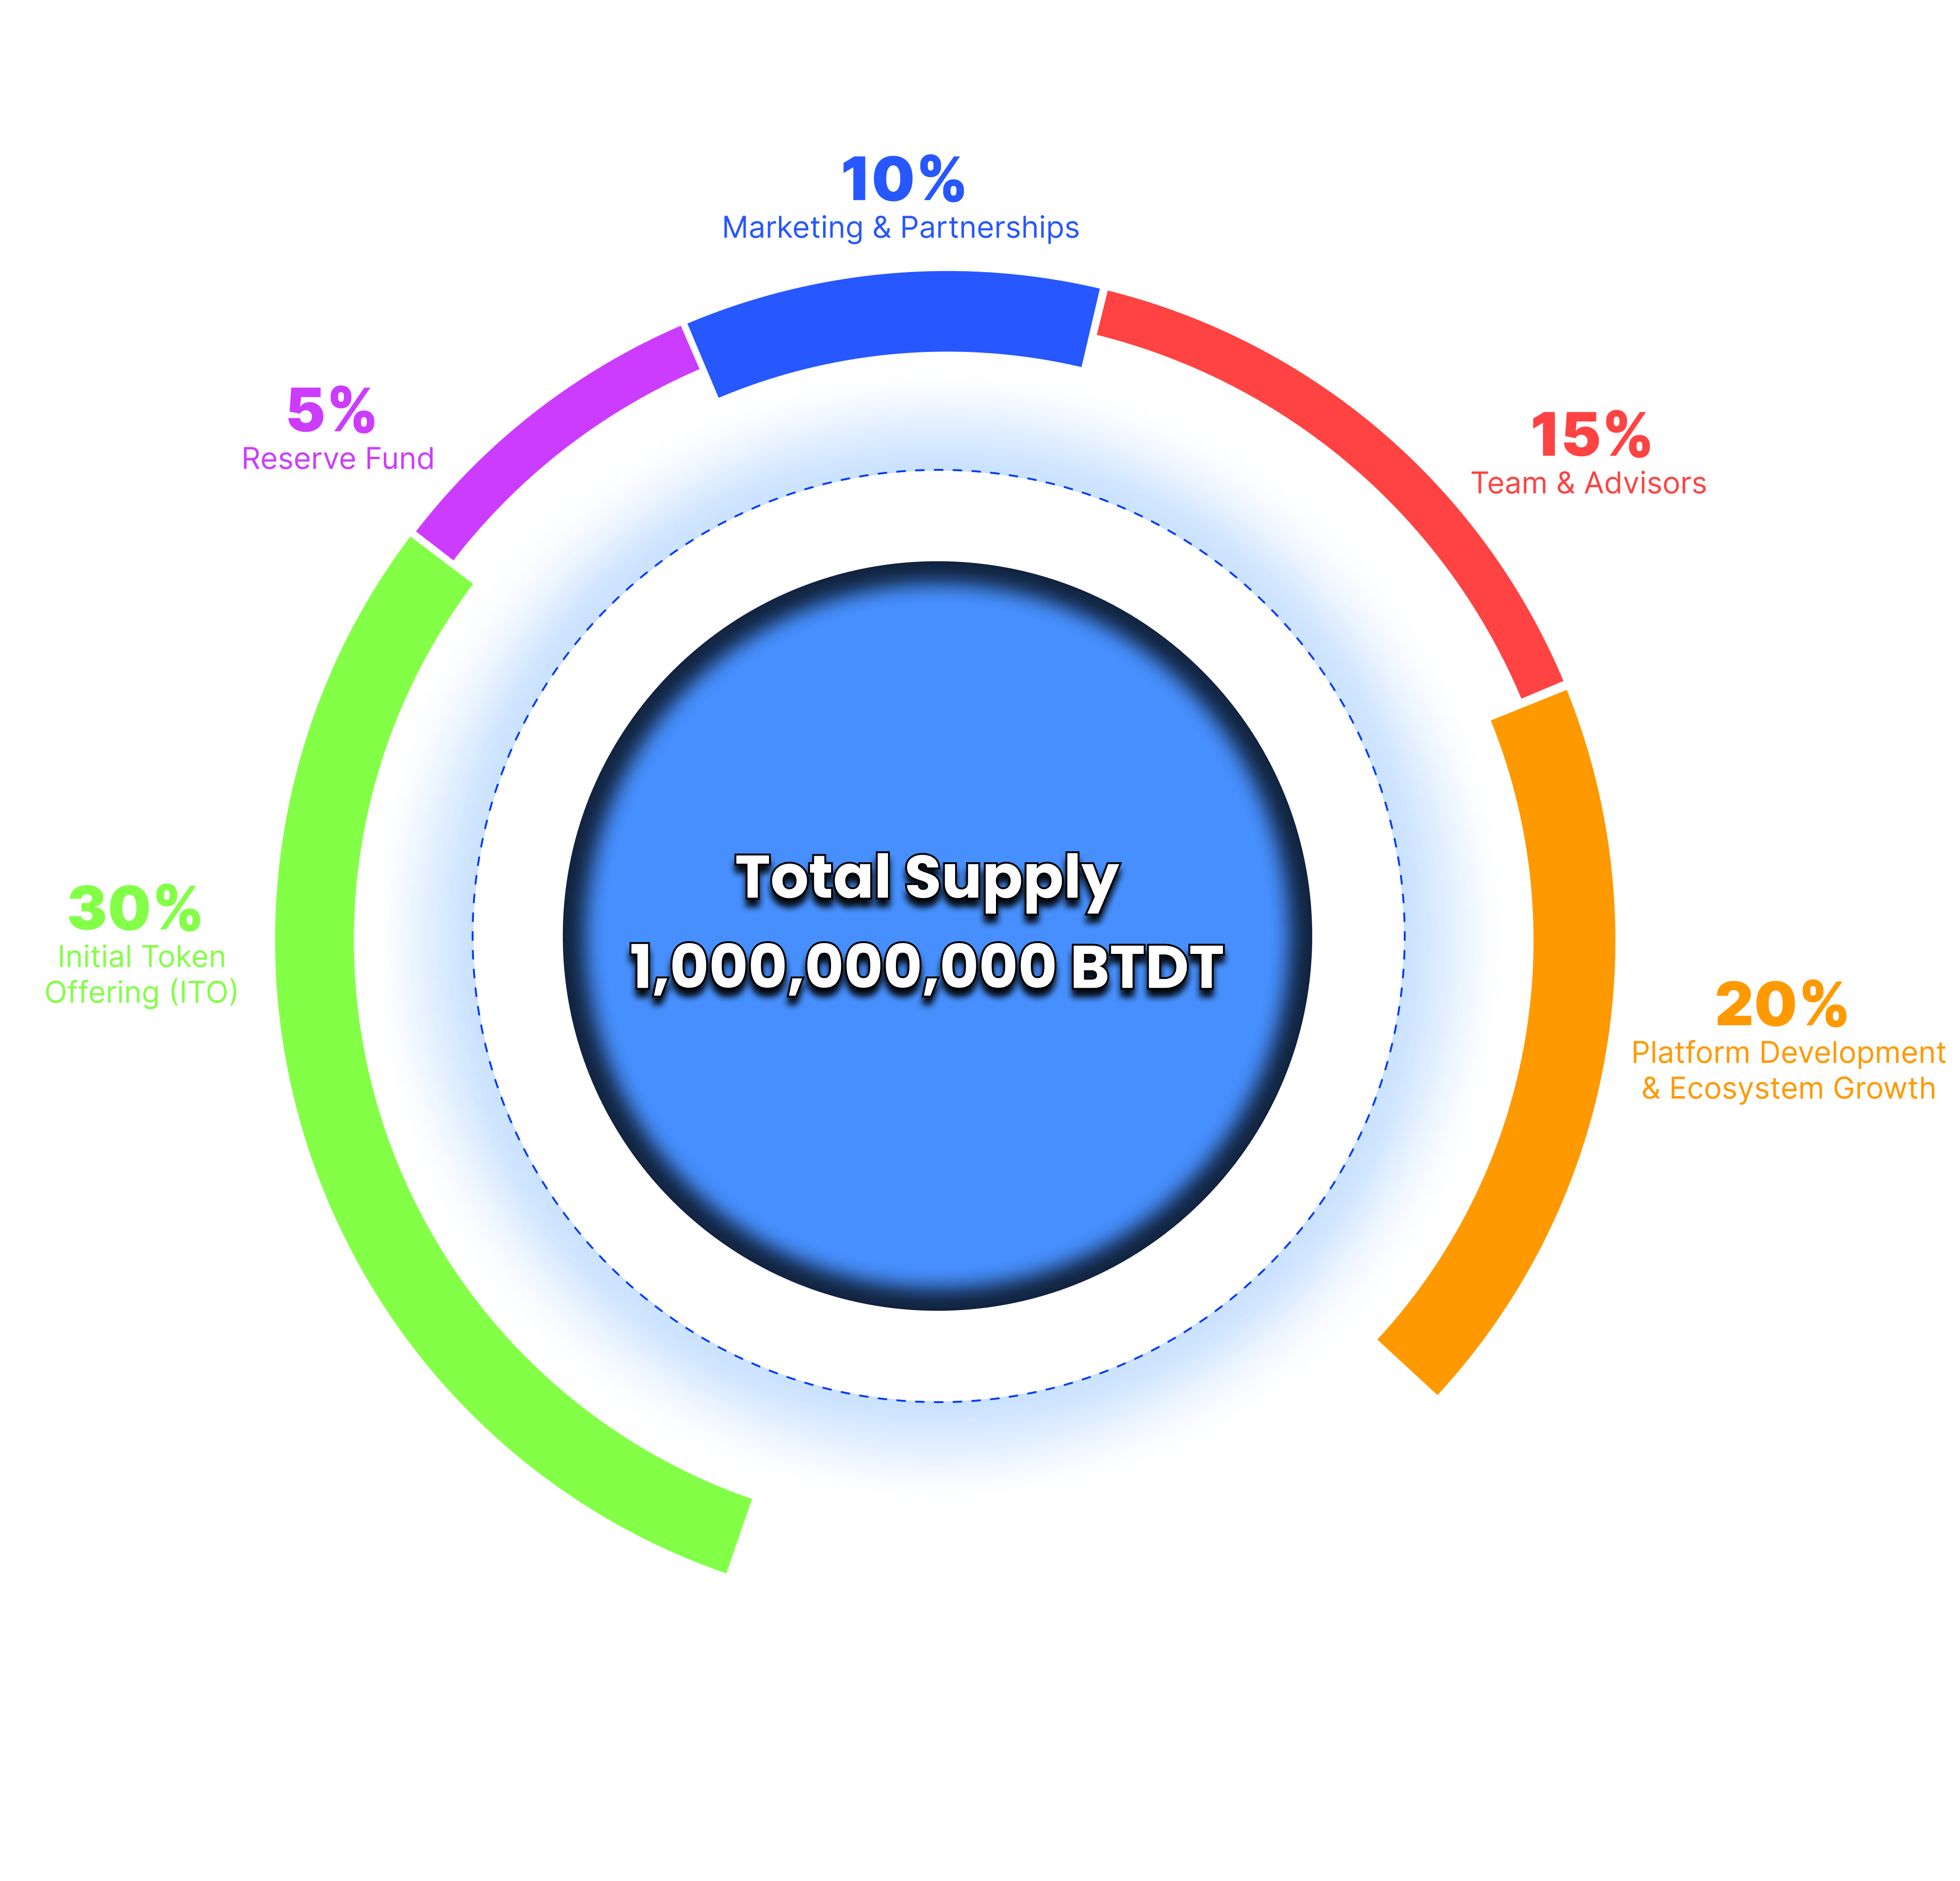 10%
Marketing & Partnerships
5%
Reserve Fund
15%
Team & Advisors
Total Supply
1,000,000,000 BTDT
30%
Initial Token
Offering (ITO)
20%
Platform Development
& Ecosystem Growth